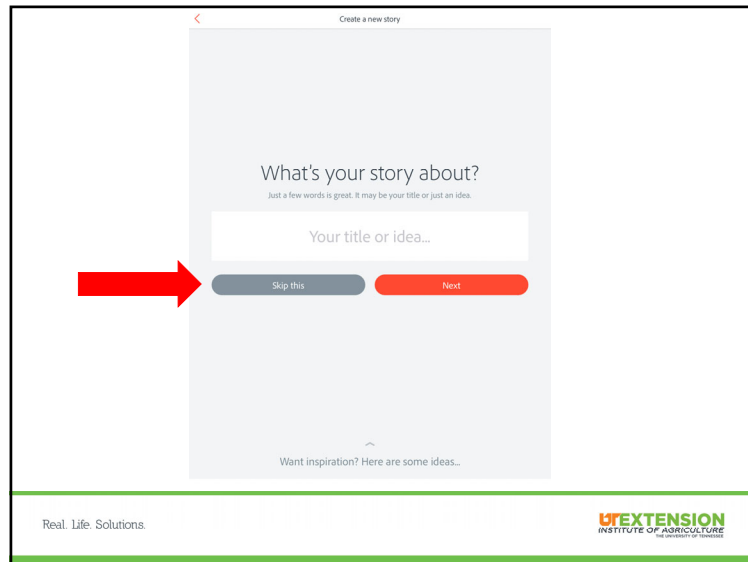 Create a new story
What's your story about?
Just a few words is great. It may be your title or just an idea.
Your title or idea...
Skip this
Next
Want inspiration? Here are some ideas...
Real. Life. Solutions.
UTEXTENSION
INSTITUTE OF AGRICULTURE
THE UNIVERSITY OF TENNESSEE